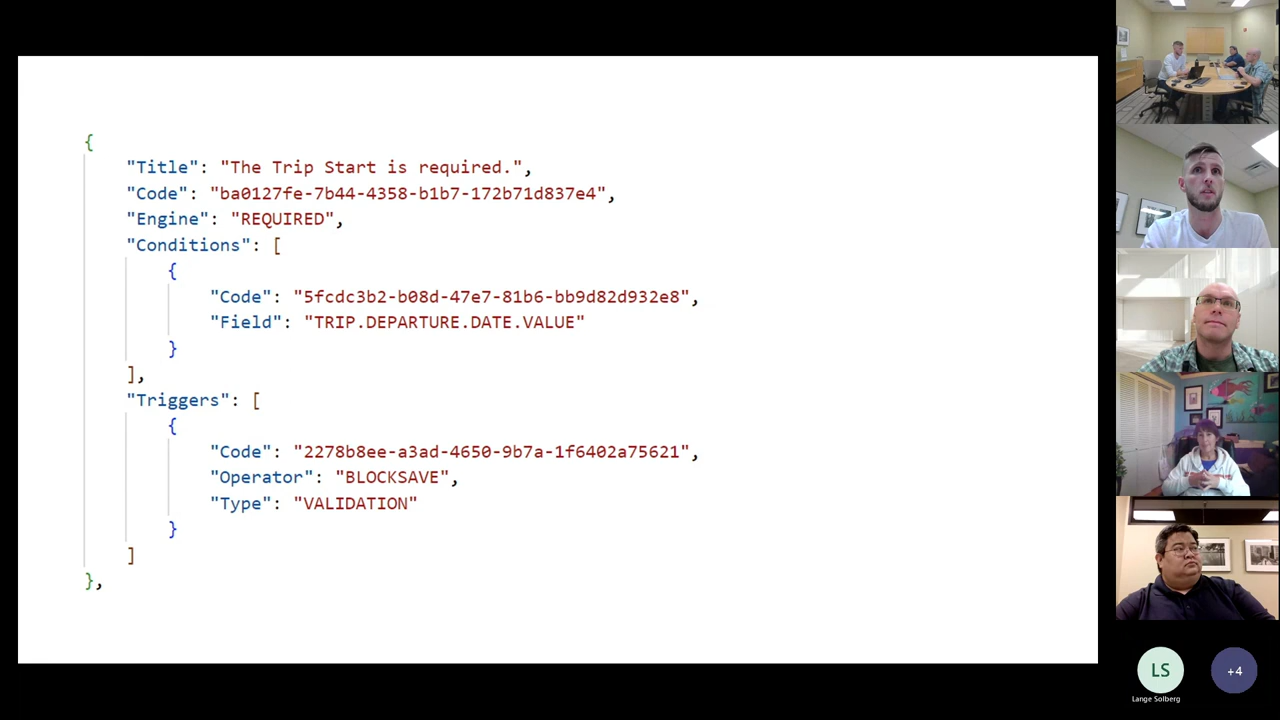 {
"Title": "The Trip Start is required.",
"Code": "ba0127fe-7b44-4358-b1b7-172b71d837e4",
"Engine": "REQUIRED",
"Conditions": [
{
"Code": "5fcdc3b2-b08d-47e7-81b6-bb9d82d932e8",
"Field": "TRIP.DEPARTURE.DATE.VALUE"
}
],
"Triggers": [
{
"Code": "2278b8ee-a3ad-4650-9b7a-1f6402a75621",
"Operator": "BLOCKSAVE",
"Type": "VALIDATION"
}
]
},
LS
+4
Lange Solberg